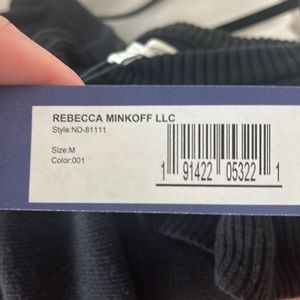 REBECCA MINKOFF LLC
Style:ND-81111
Size:M
Color:001
1 91422 05322 1